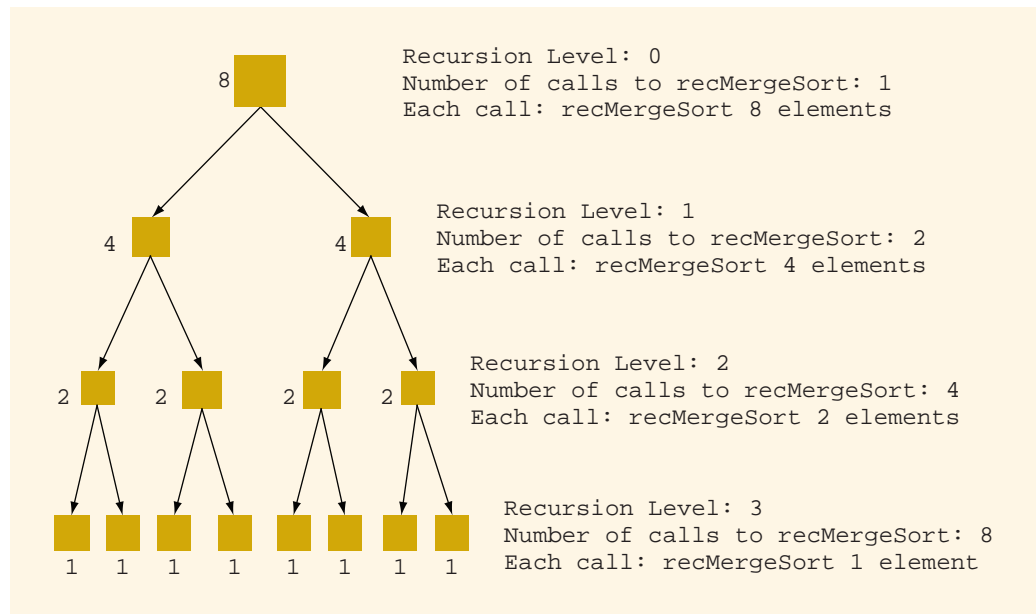 8
Recursion Level: 0
Number of calls to recMergeSort: 1
Each call: recMergeSort 8 elements
4
4
Recursion Level: 1
Number of calls to recMergeSort: 2
Each call: recMergeSort 4 elements
2
2
2
2
Recursion Level: 2
Number of calls to recMergeSort: 4
Each call: recMergeSort 2 elements
Recursion Level: 3
Number of calls to recMergeSort: 8
Each call: recMergeSort 1 element
1 1 1 1 1 1 1 1